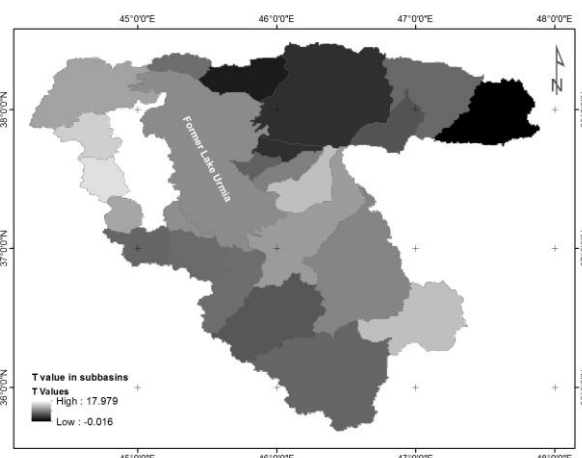 45°0'0"E 46°0'0"E 47°0'0"E 48°0'0"E
38°0'0"N
37°0'0"N
36°0'0"N
N
Former Lake Urmia
T value in subbasins
T Values
High : 17.979
Low : -0.016